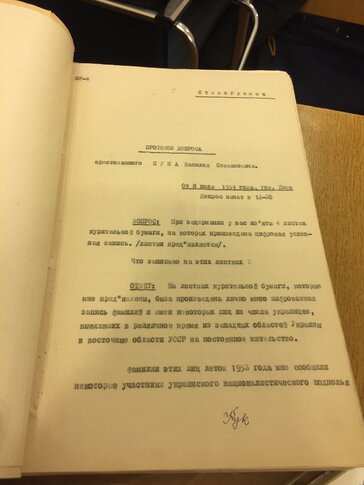 Стенограмма
ПРОТОКОЛ ДОПРОСА
арестованного КУКА Василия Степановича.
От 8 июля 1954 года, гор. Киев
Допрос начат в 12-00
ВОПРОС: При задержании у вас из"яты 4 листка
курительной бумаги, на которых произведена цифровая услов-
ная запись. /листки пред"являются/.
Что записано на этих листках ?
ОТВЕТ: На листках курительной бумаги, которые
мне пред"явлены, была произведена лично мною шифрованная
запись фамилий и имен некоторых лиц из числа украинцев,
выехавших в различное время из западных областей Украины
в восточные области УССР на постоянное жительство.
Фамилии этих лиц летом 1953 года мне сообщили
некоторые участники украинского националистического подполья
Кук